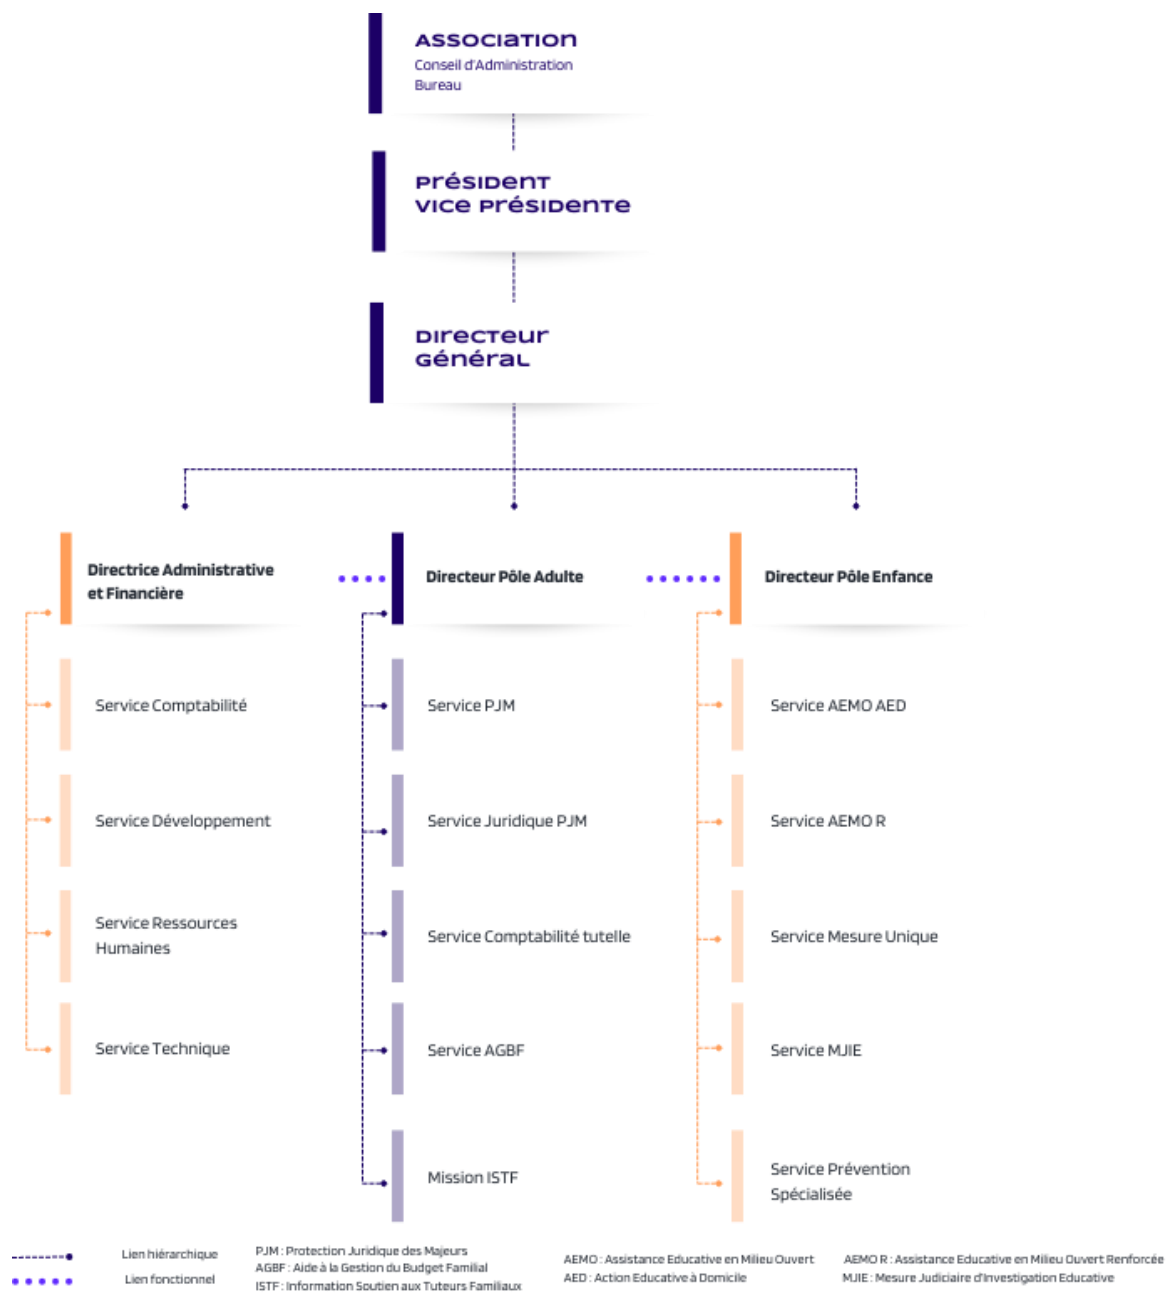 Association
Conseil d'Administration
Bureau
Président
Vice Présidente
Directeur
Général
Directrice Administrative
et Financière
Directeur Pôle Adulte
Directeur Pôle Enfance
Service Comptabilité
Service PJM
Service AEMO AED
Service Développement
Service Juridique PJM
Service AEMO R
Service Ressources
Humaines
Service Comptabilité tutelle
Service Mesure Unique
Service Technique
Service AGBF
Service MJIE
Mission ISTF
Service Prévention
Spécialisée
Lien hiérarchique
Lien fonctionnel
PJM : Protection Juridique des Majeurs
AGBF : Aide à la Gestion du Budget Familial
ISTF : Information Soutien aux Tuteurs Familiaux
AEMO : Assistance Educative en Milieu Ouvert
AED : Action Educative à Domicile
AEMO R : Assistance Educative en Milieu Ouvert Renforcée
MJIE : Mesure Judiciaire d'Investigation Educative